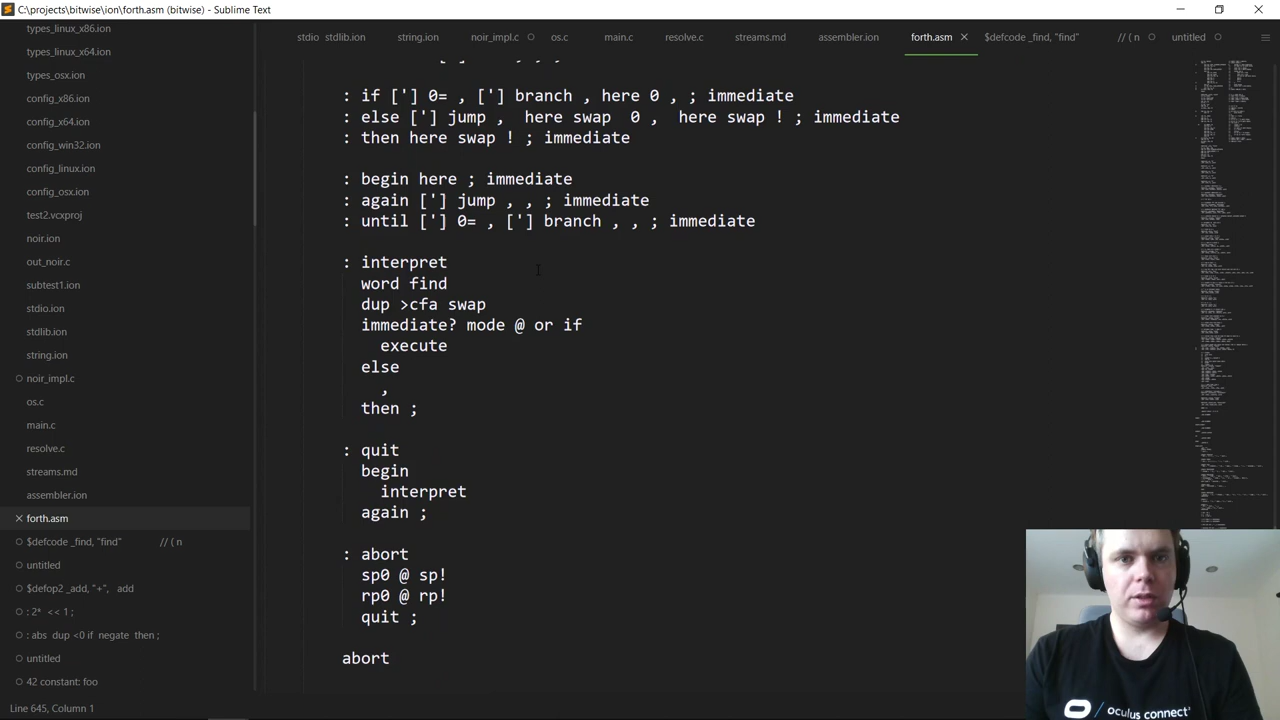 C:\projects\bitwise\ion\forth.asm (bitwise) - Sublime Text
types_linux_x86.ion
types_linux_x64.ion
types_osx.ion
config_x86.ion
config_x64.ion
config_win32.ion
config_linux.ion
config_osx.ion
test2.vcxproj
noir.ion
out_noir.c
subtest1.ion
stdio.ion
stdlib.ion
string.ion
noir_impl.c
os.c
main.c
resolve.c
streams.md
assembler.ion
forth.asm
$defcode _find, "find" // ( n
untitled
$defop2 _add, "+", add
: 2* << 1 ;
: abs dup <0 if negate then ;
untitled
42 constant: foo
stdio stdlib.ion string.ion noir_impl.c os.c main.c resolve.c streams.md assembler.ion forth.asm $defcode _find, "find" // ( n untitled
: if ['] 0= , ['] branch , here 0 , ; immediate
: else ['] jump , here swap 0 , here swap ! ; immediate
: then here swap ! ; immediate
: begin here ; immediate
: again ['] jump , , ; immediate
: until ['] 0= , ['] branch , , ; immediate
: interpret
word find
dup >cfa swap
immediate? mode @ or if
execute
else
,
then ;
: quit
begin
interpret
again ;
: abort
sp0 @ sp!
rp0 @ rp!
quit ;
abort
oculus connect
Line 645, Column 1